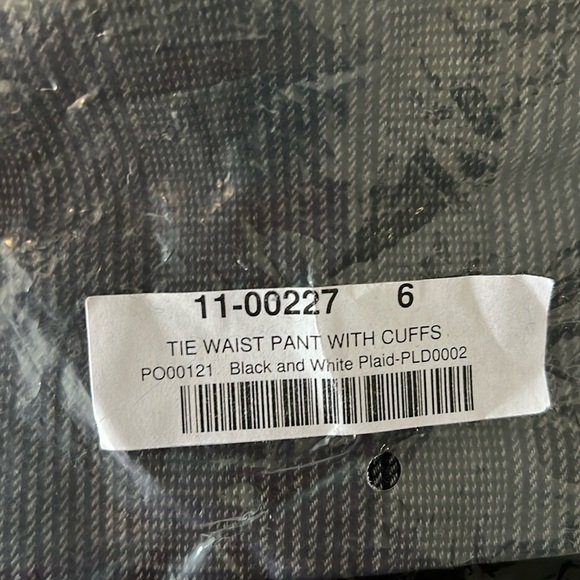 11-00227 6
TIE WAIST PANT WITH CUFFS
PO00121 Black and White Plaid-PLD0002